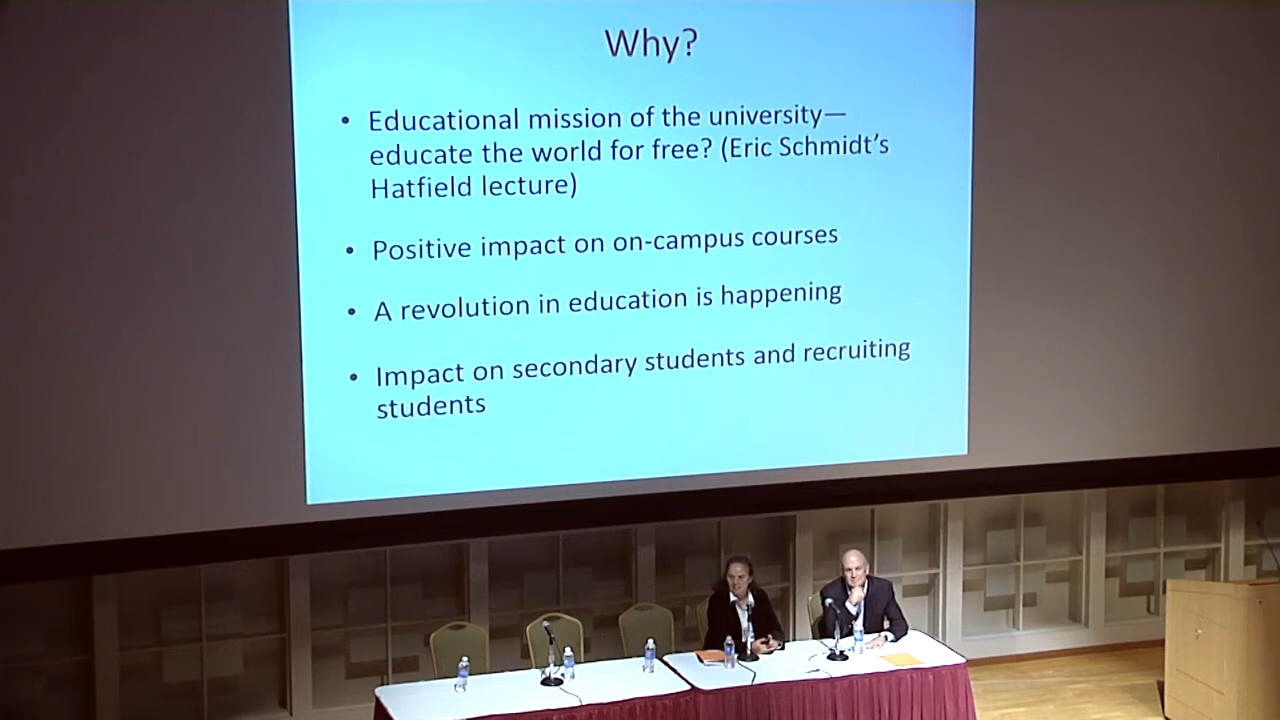 Why?
• Educational mission of the university—
educate the world for free? (Eric Schmidt’s
Hatfield lecture)
• Positive impact on on-campus courses
• A revolution in education is happening
• Impact on secondary students and recruiting
students